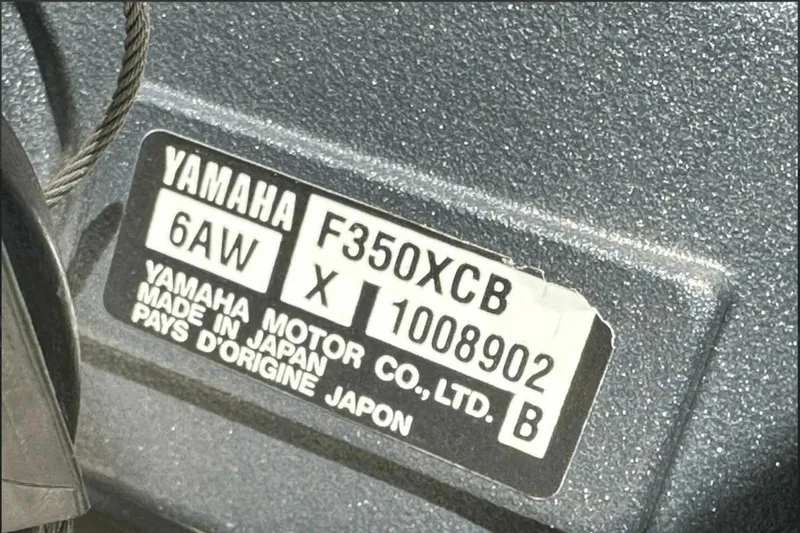 YAMAHA F350XCB
6AW X 1008902
YAMAHA MOTOR CO., LTD. B
MADE IN JAPAN
PAYS D'ORIGINE JAPON